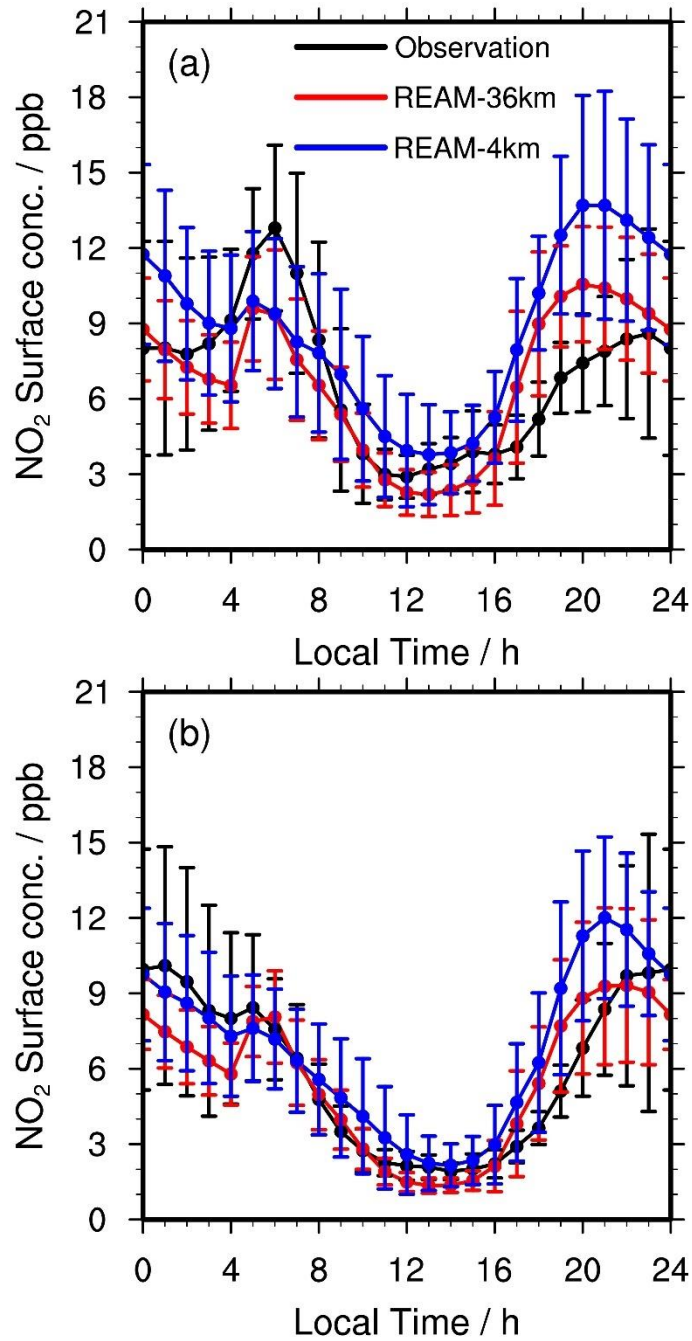 21
18
15
12
9
6
3
0
NO₂ Surface conc. / ppb
(a)
Observation
REAM-36km
REAM-4km
0 4 8 12 16 20 24
Local Time / h
21
18
15
12
9
6
3
0
NO₂ Surface conc. / ppb
(b)
0 4 8 12 16 20 24
Local Time / h